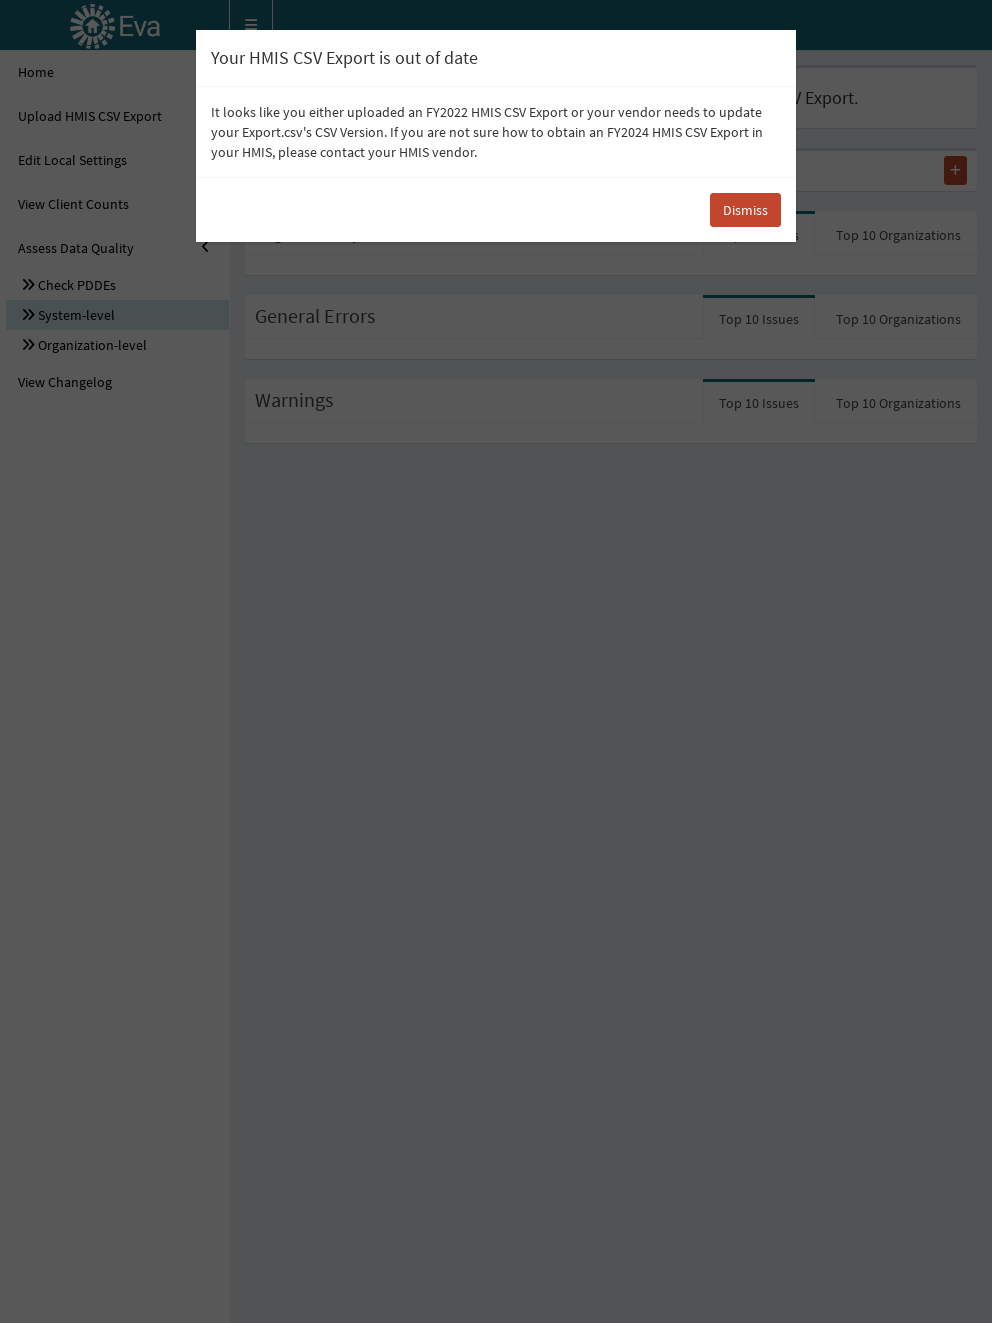 Eva
Your HMIS CSV Export is out of date
It looks like you either uploaded an FY2022 HMIS CSV Export or your vendor needs to update
your Export.csv's CSV Version. If you are not sure how to obtain an FY2024 HMIS CSV Export in
your HMIS, please contact your HMIS vendor.
Dismiss
Home
Upload HMIS CSV Export
Edit Local Settings
View Client Counts
Assess Data Quality
Check PDDEs
System-level
Organization-level
View Changelog
Export.
Top 10 Organizations
General Errors
Top 10 Issues
Top 10 Organizations
Warnings
Top 10 Issues
Top 10 Organizations